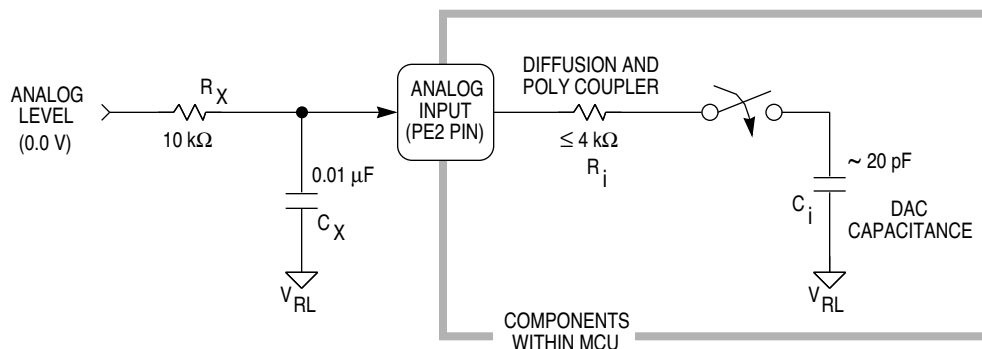 ANALOG
LEVEL
(0.0 V)
R X
10 kΩ
0.01 μF
C X
V RL
ANALOG
INPUT
(PE2 PIN)
DIFFUSION AND
POLY COUPLER
≤ 4 kΩ
R i
~ 20 pF
C i
DAC
CAPACITANCE
V RL
COMPONENTS
WITHIN MCU